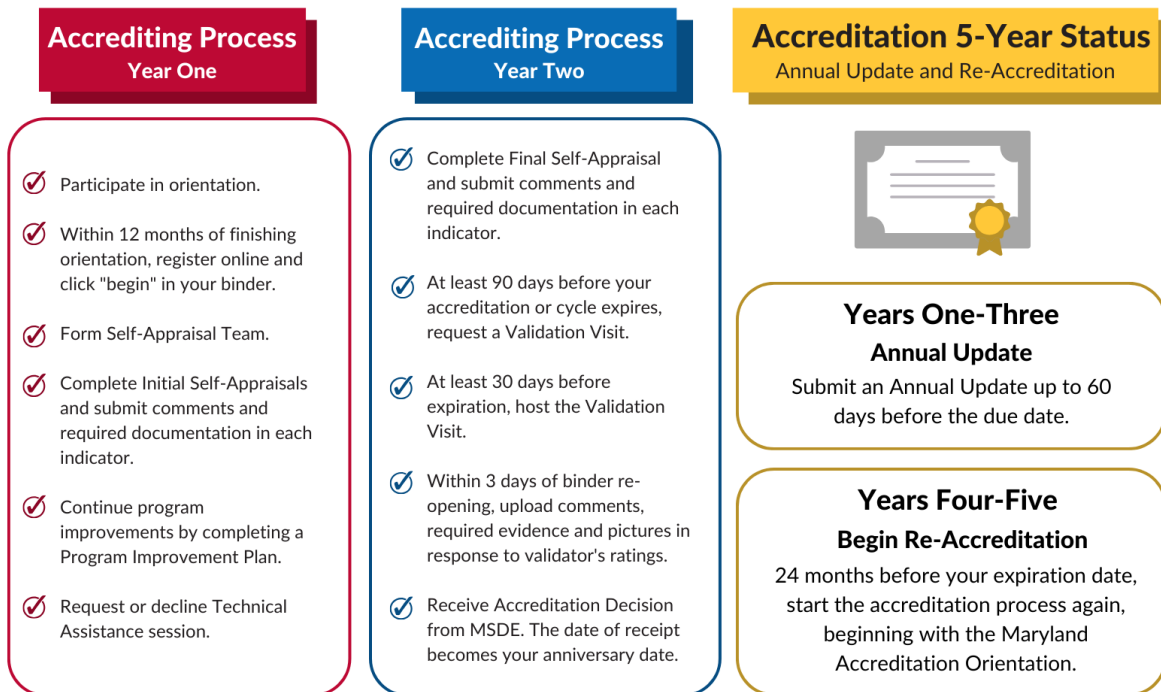 Accrediting Process
Year One
Participate in orientation.
Within 12 months of finishing
orientation, register online and
click "begin" in your binder.
Form Self-Appraisal Team.
Complete Initial Self-Appraisals
and submit comments and
required documentation in each
indicator.
Continue program
improvements by completing a
Program Improvement Plan.
Request or decline Technical
Assistance session.
Accrediting Process
Year Two
Complete Final Self-Appraisal
and submit comments and
required documentation in each
indicator.
At least 90 days before your
accreditation or cycle expires,
request a Validation Visit.
At least 30 days before
expiration, host the Validation
Visit.
Within 3 days of binder re-
opening, upload comments,
required evidence and pictures in
response to validator's ratings.
Receive Accreditation Decision
from MSDE. The date of receipt
becomes your anniversary date.
Accreditation 5-Year Status
Annual Update and Re-Accreditation
Years One-Three
Annual Update
Submit an Annual Update up to 60
days before the due date.
Years Four-Five
Begin Re-Accreditation
24 months before your expiration date,
start the accreditation process again,
beginning with the Maryland
Accreditation Orientation.